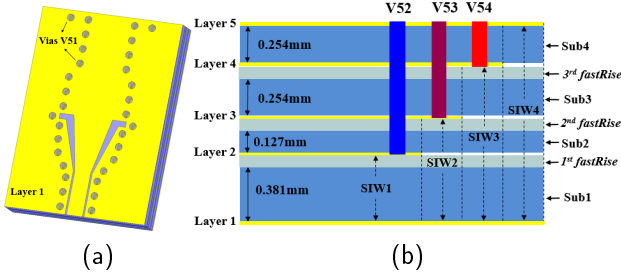 Vias V51
Layer 1
(a)
V52 V53 V54
Layer 5
0.254mm
Sub4
Layer 4
3rd fastRise
SIW4
0.254mm
Sub3
SIW3
Layer 3
2nd fastRise
0.127mm
Sub2
SIW2
Layer 2
1st fastRise
SIW1
0.381mm
Sub1
Layer 1
(b)